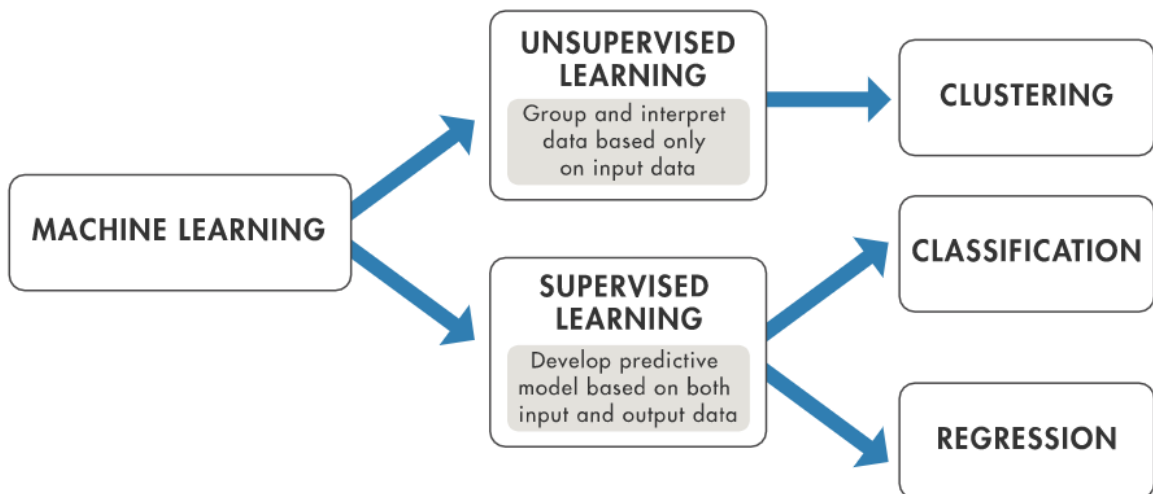 MACHINE LEARNING
UNSUPERVISED
LEARNING
Group and interpret
data based only
on input data
SUPERVISED
LEARNING
Develop predictive
model based on both
input and output data
CLUSTERING
CLASSIFICATION
REGRESSION